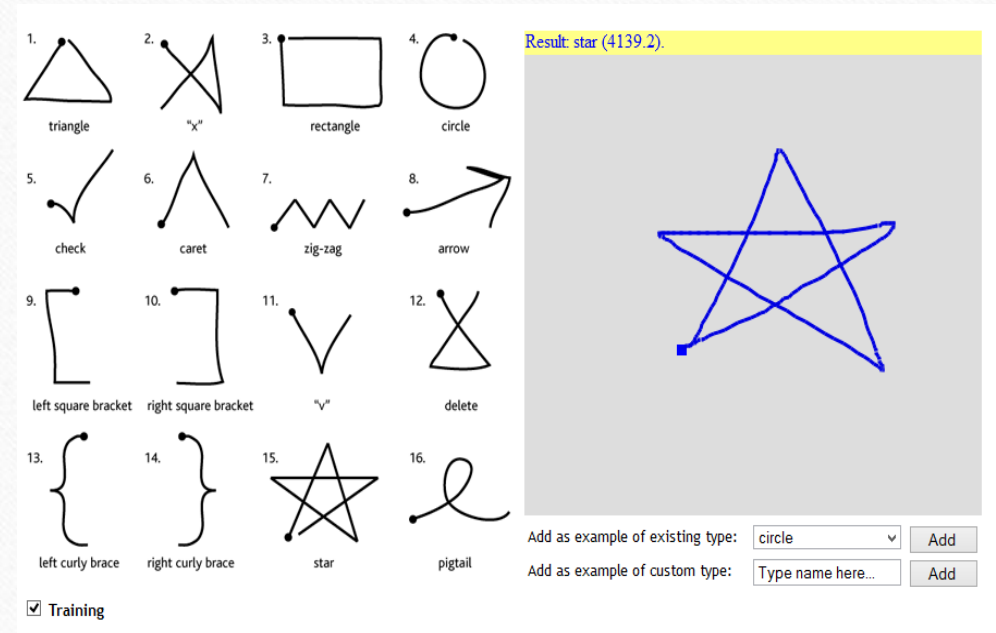 1. 2. 3. 4.
triangle "x" rectangle circle
5. 6. 7. 8.
check caret zig-zag arrow
9. 10. 11. 12.
left square bracket right square bracket "v" delete
13. 14. 15. 16.
left curly brace right curly brace star pigtail
Training
Result: star (4139.2).
Add as example of existing type: circle Add
Add as example of custom type: Type name here... Add